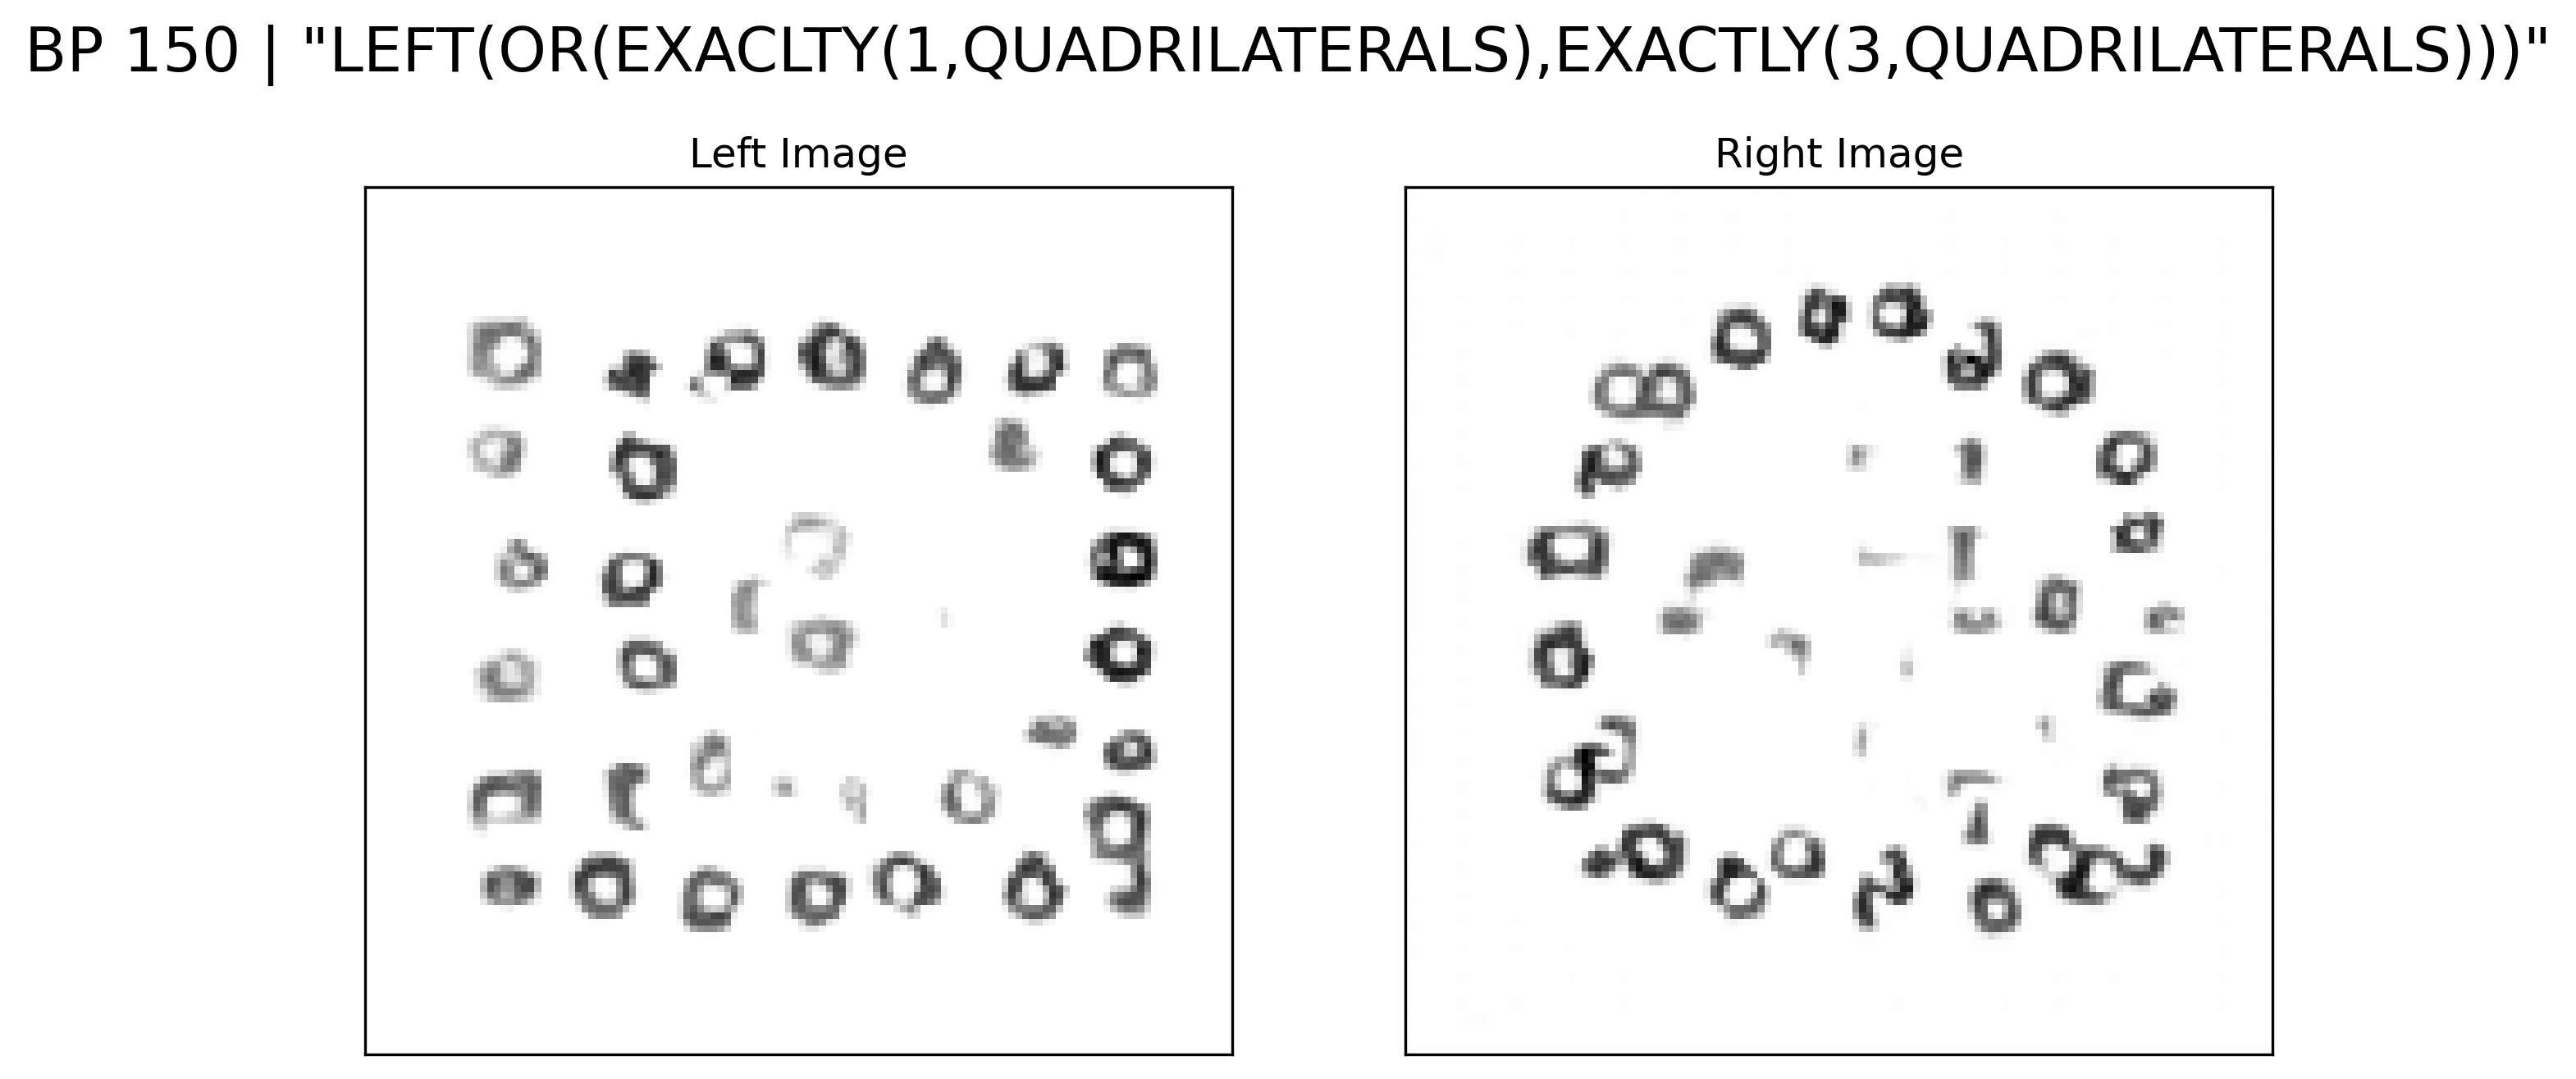 BP 150 | "LEFT(OR(EXACLTY(1,QUADRILATERALS),EXACTLY(3,QUADRILATERALS)))"
Left Image
Right Image